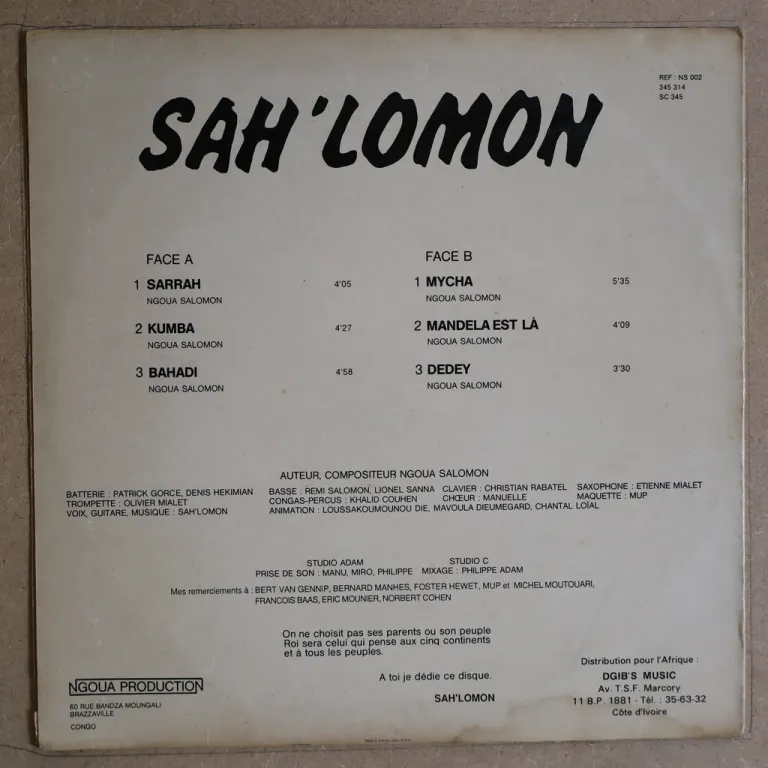 REF : NS 002
345 314
SC 345
SAH'LOMON
FACE A
1 SARRAH 4'05
NGOUA SALOMON
2 KUMBA 4'27
NGOUA SALOMON
3 BAHADI 4'58
NGOUA SALOMON
FACE B
1 MYCHA 5'35
NGOUA SALOMON
2 MANDELA EST LÀ 4'09
NGOUA SALOMON
3 DEDEY 3'30
NGOUA SALOMON
AUTEUR, COMPOSITEUR NGOUA SALOMON
BATTERIE : PATRICK GORCE, DENIS HEKIMIAN
TROMPETTE : OLIVIER MIALET
VOIX, GUITARE, MUSIQUE : SAH'LOMON
BASSE : REMI SALOMON, LIONEL SANNA CLAVIER : CHRISTIAN RABATEL SAXOPHONE : ETIENNE MIALET
CONGAS-PERCUS : KHALID COUHEN CHŒUR : MANUELLE MAQUETTE : MUP
ANIMATION : LOUSSAKOUMOUNOU DIE, MAVOULA DIEUMEGARD, CHANTAL LOÏAL
STUDIO ADAM STUDIO C
PRISE DE SON : MANU, MIRO, PHILIPPE MIXAGE : PHILIPPE ADAM
Mes remerciements à : BERT VAN GENNIP, BERNARD MANHES, FOSTER HEWET, MUP et MICHEL MOUTOUARI,
FRANCOIS BAAS, ERIC MOUNIER, NORBERT COHEN
On ne choisit pas ses parents ou son peuple
Roi sera celui qui pense aux cinq continents
et à tous les peuples.
A toi je dédie ce disque.
SAH'LOMON
NGOUA PRODUCTION
60 RUE BANDZA MOUNGALI
BRAZZAVILLE
CONGO
Distribution pour l'Afrique :
DGIB'S MUSIC
Av. T.S.F. Marcory
11 B.P. 1881 - Tél. : 35-63-32
Côte d'Ivoire